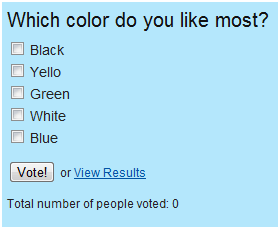 Which color do you like most?
Black
Yello
Green
White
Blue
Vote! or View Results
Total number of people voted: 0